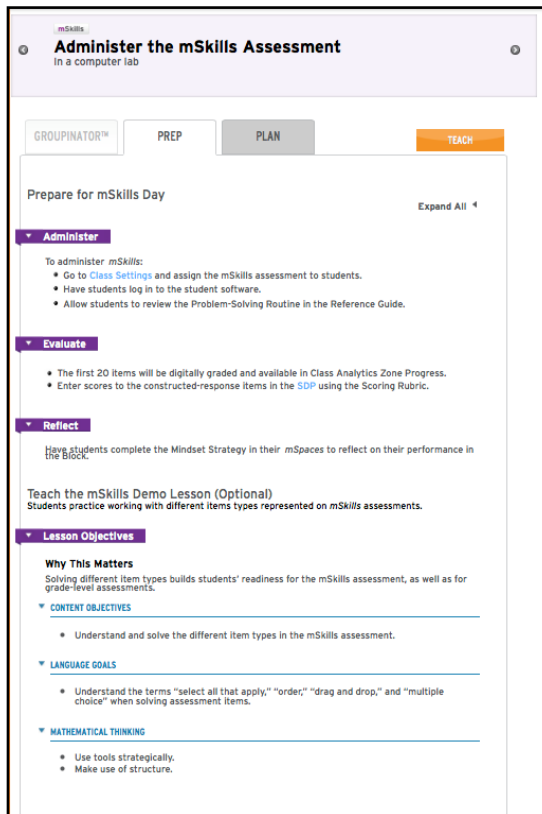 mSkills
Administer the mSkills Assessment
In a computer lab
GROUPINATOR™
PREP
PLAN
TEACH
Prepare for mSkills Day
Expand All
Administer
To administer mSkills:
• Go to Class Settings and assign the mSkills assessment to students.
• Have students log in to the student software.
• Allow students to review the Problem-Solving Routine in the Reference Guide.
Evaluate
• The first 20 items will be digitally graded and available in Class Analytics Zone Progress.
• Enter scores to the constructed-response items in the SDP using the Scoring Rubric.
Reflect
Have students complete the Mindset Strategy in their mSpaces to reflect on their performance in
the Block.
Teach the mSkills Demo Lesson (Optional)
Students practice working with different items types represented on mSkills assessments.
Lesson Objectives
Why This Matters
Solving different item types builds students' readiness for the mSkills assessment, as well as for
grade-level assessments.
CONTENT OBJECTIVES
• Understand and solve the different item types in the mSkills assessment.
LANGUAGE GOALS
• Understand the terms “select all that apply,” “order,” “drag and drop,” and “multiple
choice” when solving assessment items.
MATHEMATICAL THINKING
• Use tools strategically.
• Make use of structure.